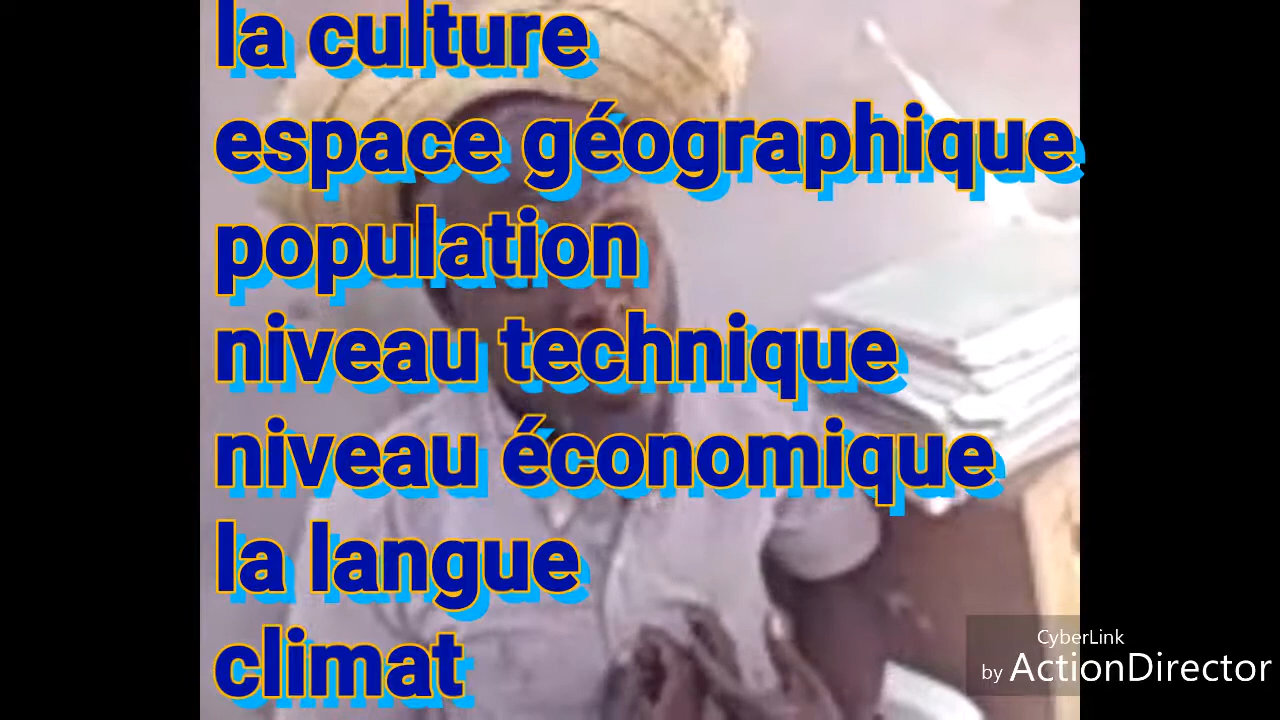 la culture
espace géographique
population
niveau technique
niveau économique
la langue
climat
CyberLink
by ActionDirector